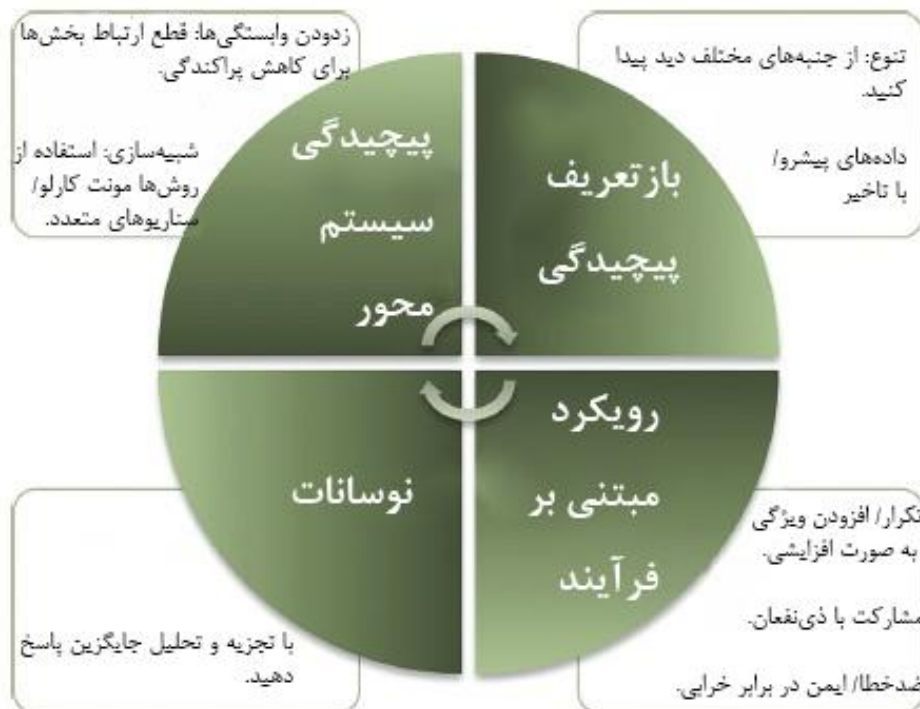 تنوع: از جنبه‌های مختلف دید پیدا
کنید.
داده‌های پیشرو/
با تاخیر
زدودن وابستگی‌ها: قطع ارتباط بخش‌ها
برای کاهش پراکندگی.
شبیه‌سازی: استفاده از
روش‌ها مونت کارلو/
سناریوهای متعدد.
بازتعریف
پیچیدگی
پیچیدگی
سیستم
محور
رویکرد
مبتنی بر
فرآیند
نوسانات
تکرار/ افزودن ویژگی
به صورت افزایشی.
مشارکت با ذی‌نفعان.
ضدخطا/ ایمن در برابر خرابی.
با تجزیه و تحلیل جایگزین پاسخ
دهید.